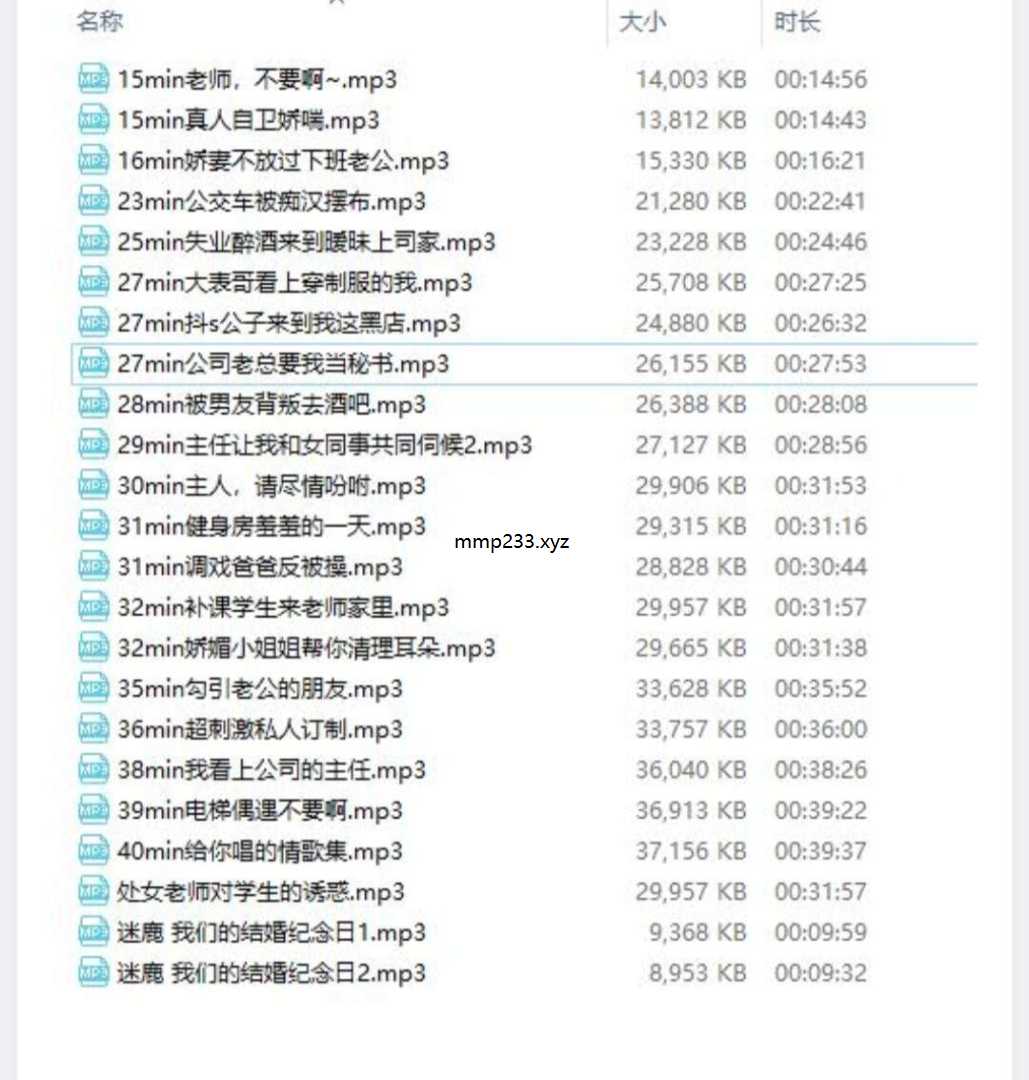 名称 大小 时长
15min老师，不要啊~.mp3 14,003 KB 00:14:56
15min真人自卫娇喘.mp3 13,812 KB 00:14:43
16min娇妻不放过下班老公.mp3 15,330 KB 00:16:21
23min公交车被痴汉摆布.mp3 21,280 KB 00:22:41
25min失业醉酒来到暧昧上司家.mp3 23,228 KB 00:24:46
27min大表哥看上穿制服的我.mp3 25,708 KB 00:27:25
27min抖s公子来到我这黑店.mp3 24,880 KB 00:26:32
27min公司老总要我当秘书.mp3 26,155 KB 00:27:53
28min被男友背叛去酒吧.mp3 26,388 KB 00:28:08
29min主任让我和女同事共同伺候2.mp3 27,127 KB 00:28:56
30min主人，请尽情吩咐.mp3 29,906 KB 00:31:53
31min健身房羞羞的一天.mp3 29,315 KB 00:31:16
mmp233.xyz
31min调戏爸爸反被操.mp3 28,828 KB 00:30:44
32min补课学生来老师家里.mp3 29,957 KB 00:31:57
32min娇媚小姐姐帮你清理耳朵.mp3 29,665 KB 00:31:38
35min勾引老公的朋友.mp3 33,628 KB 00:35:52
36min超刺激私人订制.mp3 33,757 KB 00:36:00
38min我看上公司的主任.mp3 36,040 KB 00:38:26
39min电梯偶遇不要啊.mp3 36,913 KB 00:39:22
40min给你唱的情歌集.mp3 37,156 KB 00:39:37
处女老师对学生的诱惑.mp3 29,957 KB 00:31:57
迷鹿 我们的结婚纪念日1.mp3 9,368 KB 00:09:59
迷鹿 我们的结婚纪念日2.mp3 8,953 KB 00:09:32